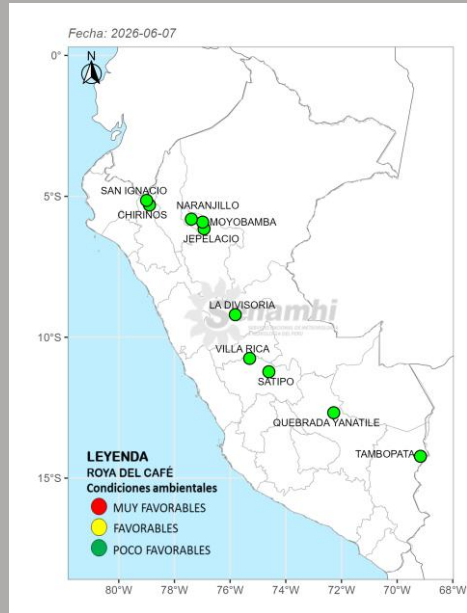 Fecha: 2026-06-07
0°
N
5°S
SAN IGNACIO
CHIRINOS
NARANJILLO
MOYOBAMBA
JEPELACIO
LA DIVISORIA
Senamhi
10°S
VILLA RICA
SATIPO
QUEBRADA YANATILE
TAMBOPATA
15°S
LEYENDA
ROYA DEL CAFÉ
Condiciones ambientales
MUY FAVORABLES
FAVORABLES
POCO FAVORABLES
80°W 78°W 76°W 74°W 72°W 70°W 68°W